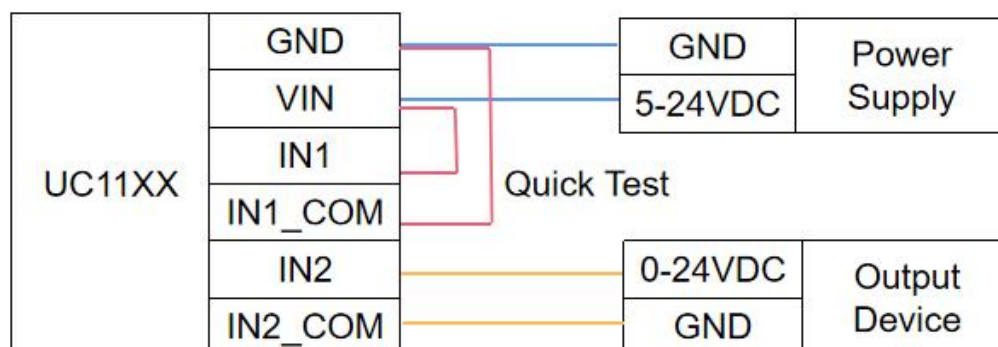 UC11XX
GND
VIN
IN1
IN1_COM
IN2
IN2_COM
Quick Test
GND
5-24VDC
Power
Supply
0-24VDC
GND
Output
Device